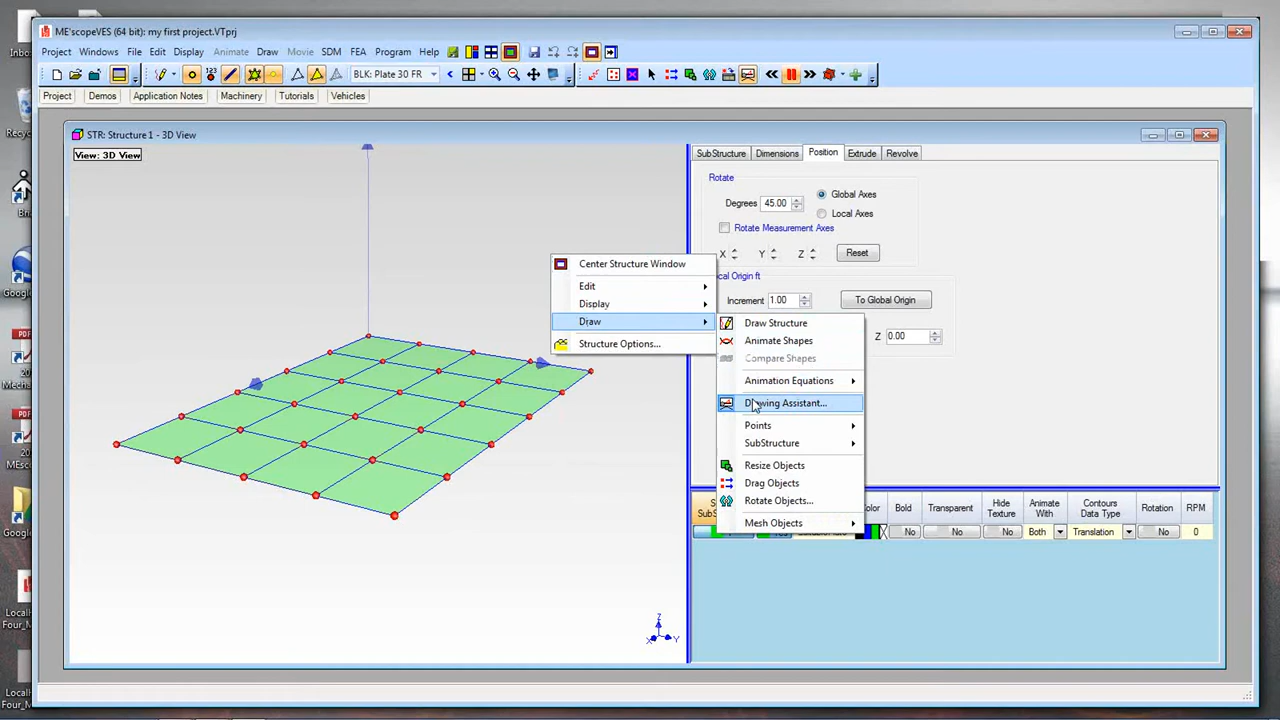 Inbo
ME'scopeVES (64 bit): my first project.VTprj
Project Windows File Edit Display Animate Draw Movie SDM FEA Program Help
BLK: Plate 30 FR
Project Demos Application Notes Machinery Tutorials Vehicles
STR: Structure 1 - 3D View
View: 3D View
SubStructure Dimensions Position Extrude Revolve
Rotate
Degrees 45.00 Global Axes
Local Axes
Rotate Measurement Axes
X Y Z Reset
cal Origin ft
Increment 1.00 To Global Origin
Z 0.00
Center Structure Window
Edit
Display
Draw
Structure Options...
Draw Structure
Animate Shapes
Compare Shapes
Animation Equations
Drawing Assistant...
Points
SubStructure
Resize Objects
Drag Objects
Rotate Objects...
Mesh Objects
Color Bold Transparent Hide Texture Animate With Contours Data Type Rotation RPM
No No No Both Translation No 0
Z
X Y
Google
Google